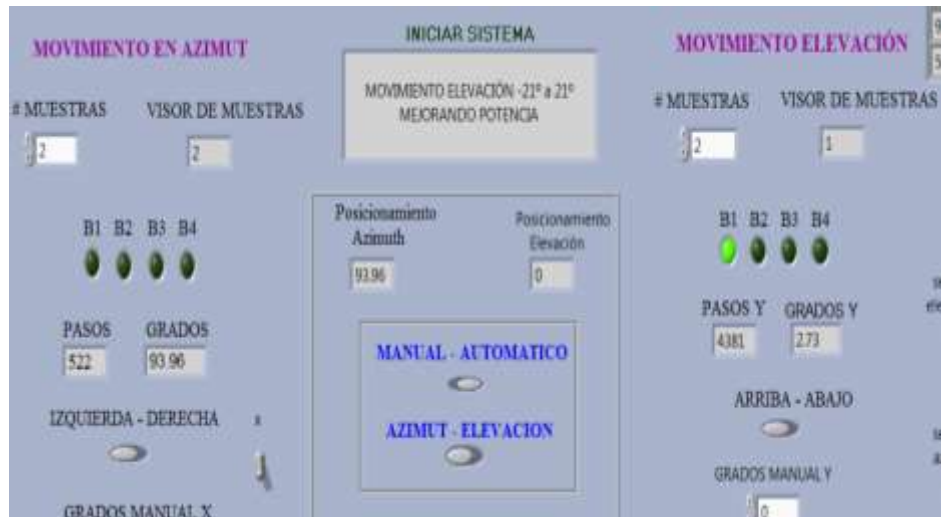 MOVIMIENTO EN AZIMUT
# MUESTRAS
VISOR DE MUESTRAS
2
2
B1 B2 B3 B4
PASOS
GRADOS
522
93.96
IZQUIERDA - DERECHA
GRADOS MANUAL X
INICIAR SISTEMA
MOVIMIENTO ELEVACIÓN -21º a 21º
MEJORANDO POTENCIA
Posicionamiento
Azimuth
93.96
Posicionamiento
Elevación
0
MANUAL - AUTOMATICO
AZIMUT - ELEVACION
MOVIMIENTO ELEVACIÓN
# MUESTRAS
VISOR DE MUESTRAS
2
1
B1 B2 B3 B4
PASOS Y
GRADOS Y
4381
2.73
ARRIBA - ABAJO
GRADOS MANUAL Y
0